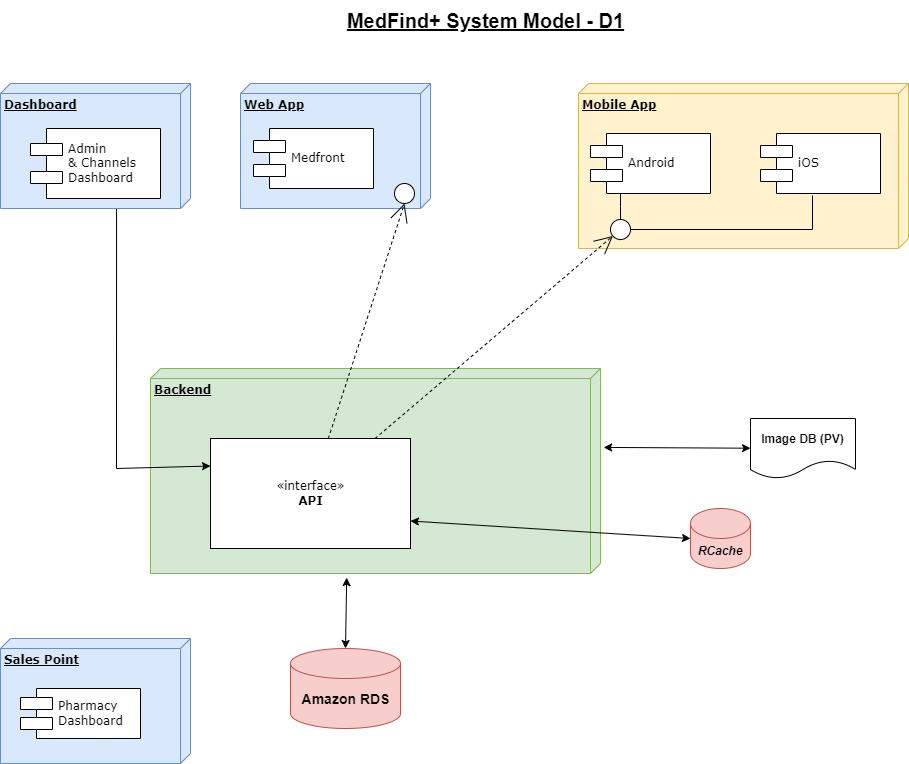 MedFind+ System Model - D1
Dashboard
Admin
& Channels
Dashboard
Web App
Medfront
Mobile App
Android
iOS
Backend
«interface»
API
Image DB (PV)
RCache
Amazon RDS
Sales Point
Pharmacy
Dashboard